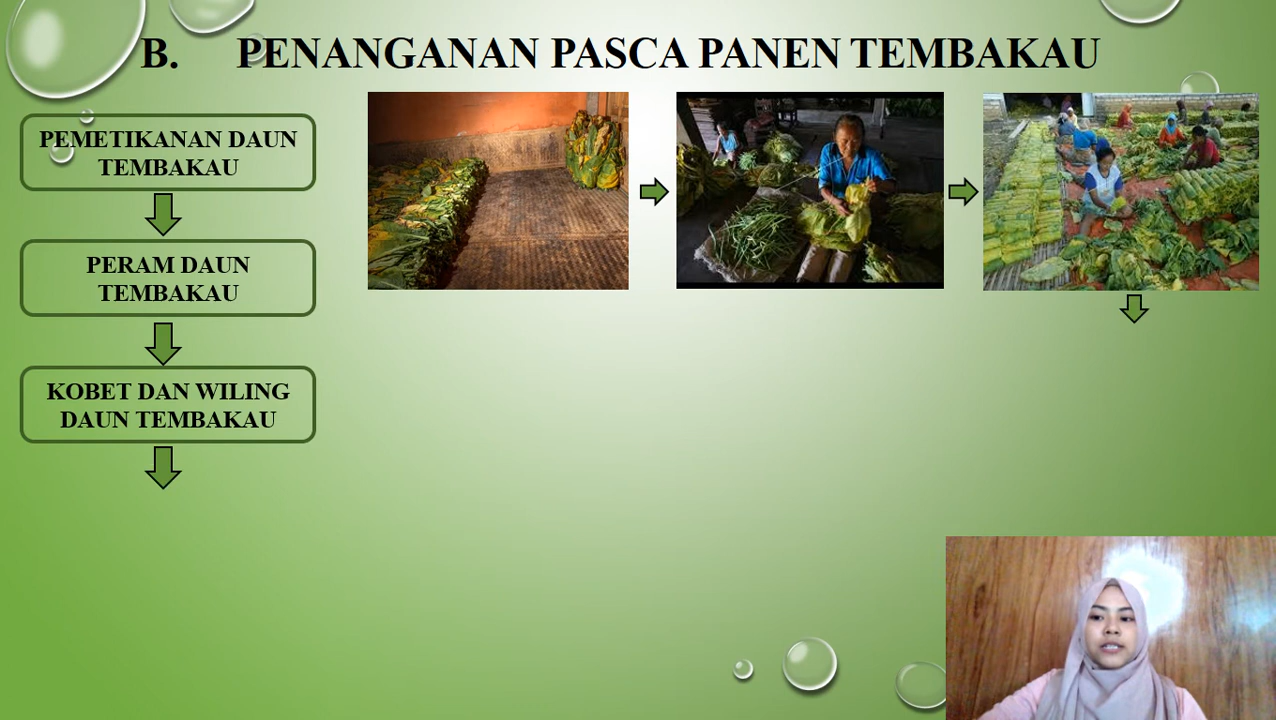 B. PENANGANAN PASCA PANEN TEMBAKAU
PEMETIKANAN DAUN
TEMBAKAU
PERAM DAUN
TEMBAKAU
KOBET DAN WILING
DAUN TEMBAKAU